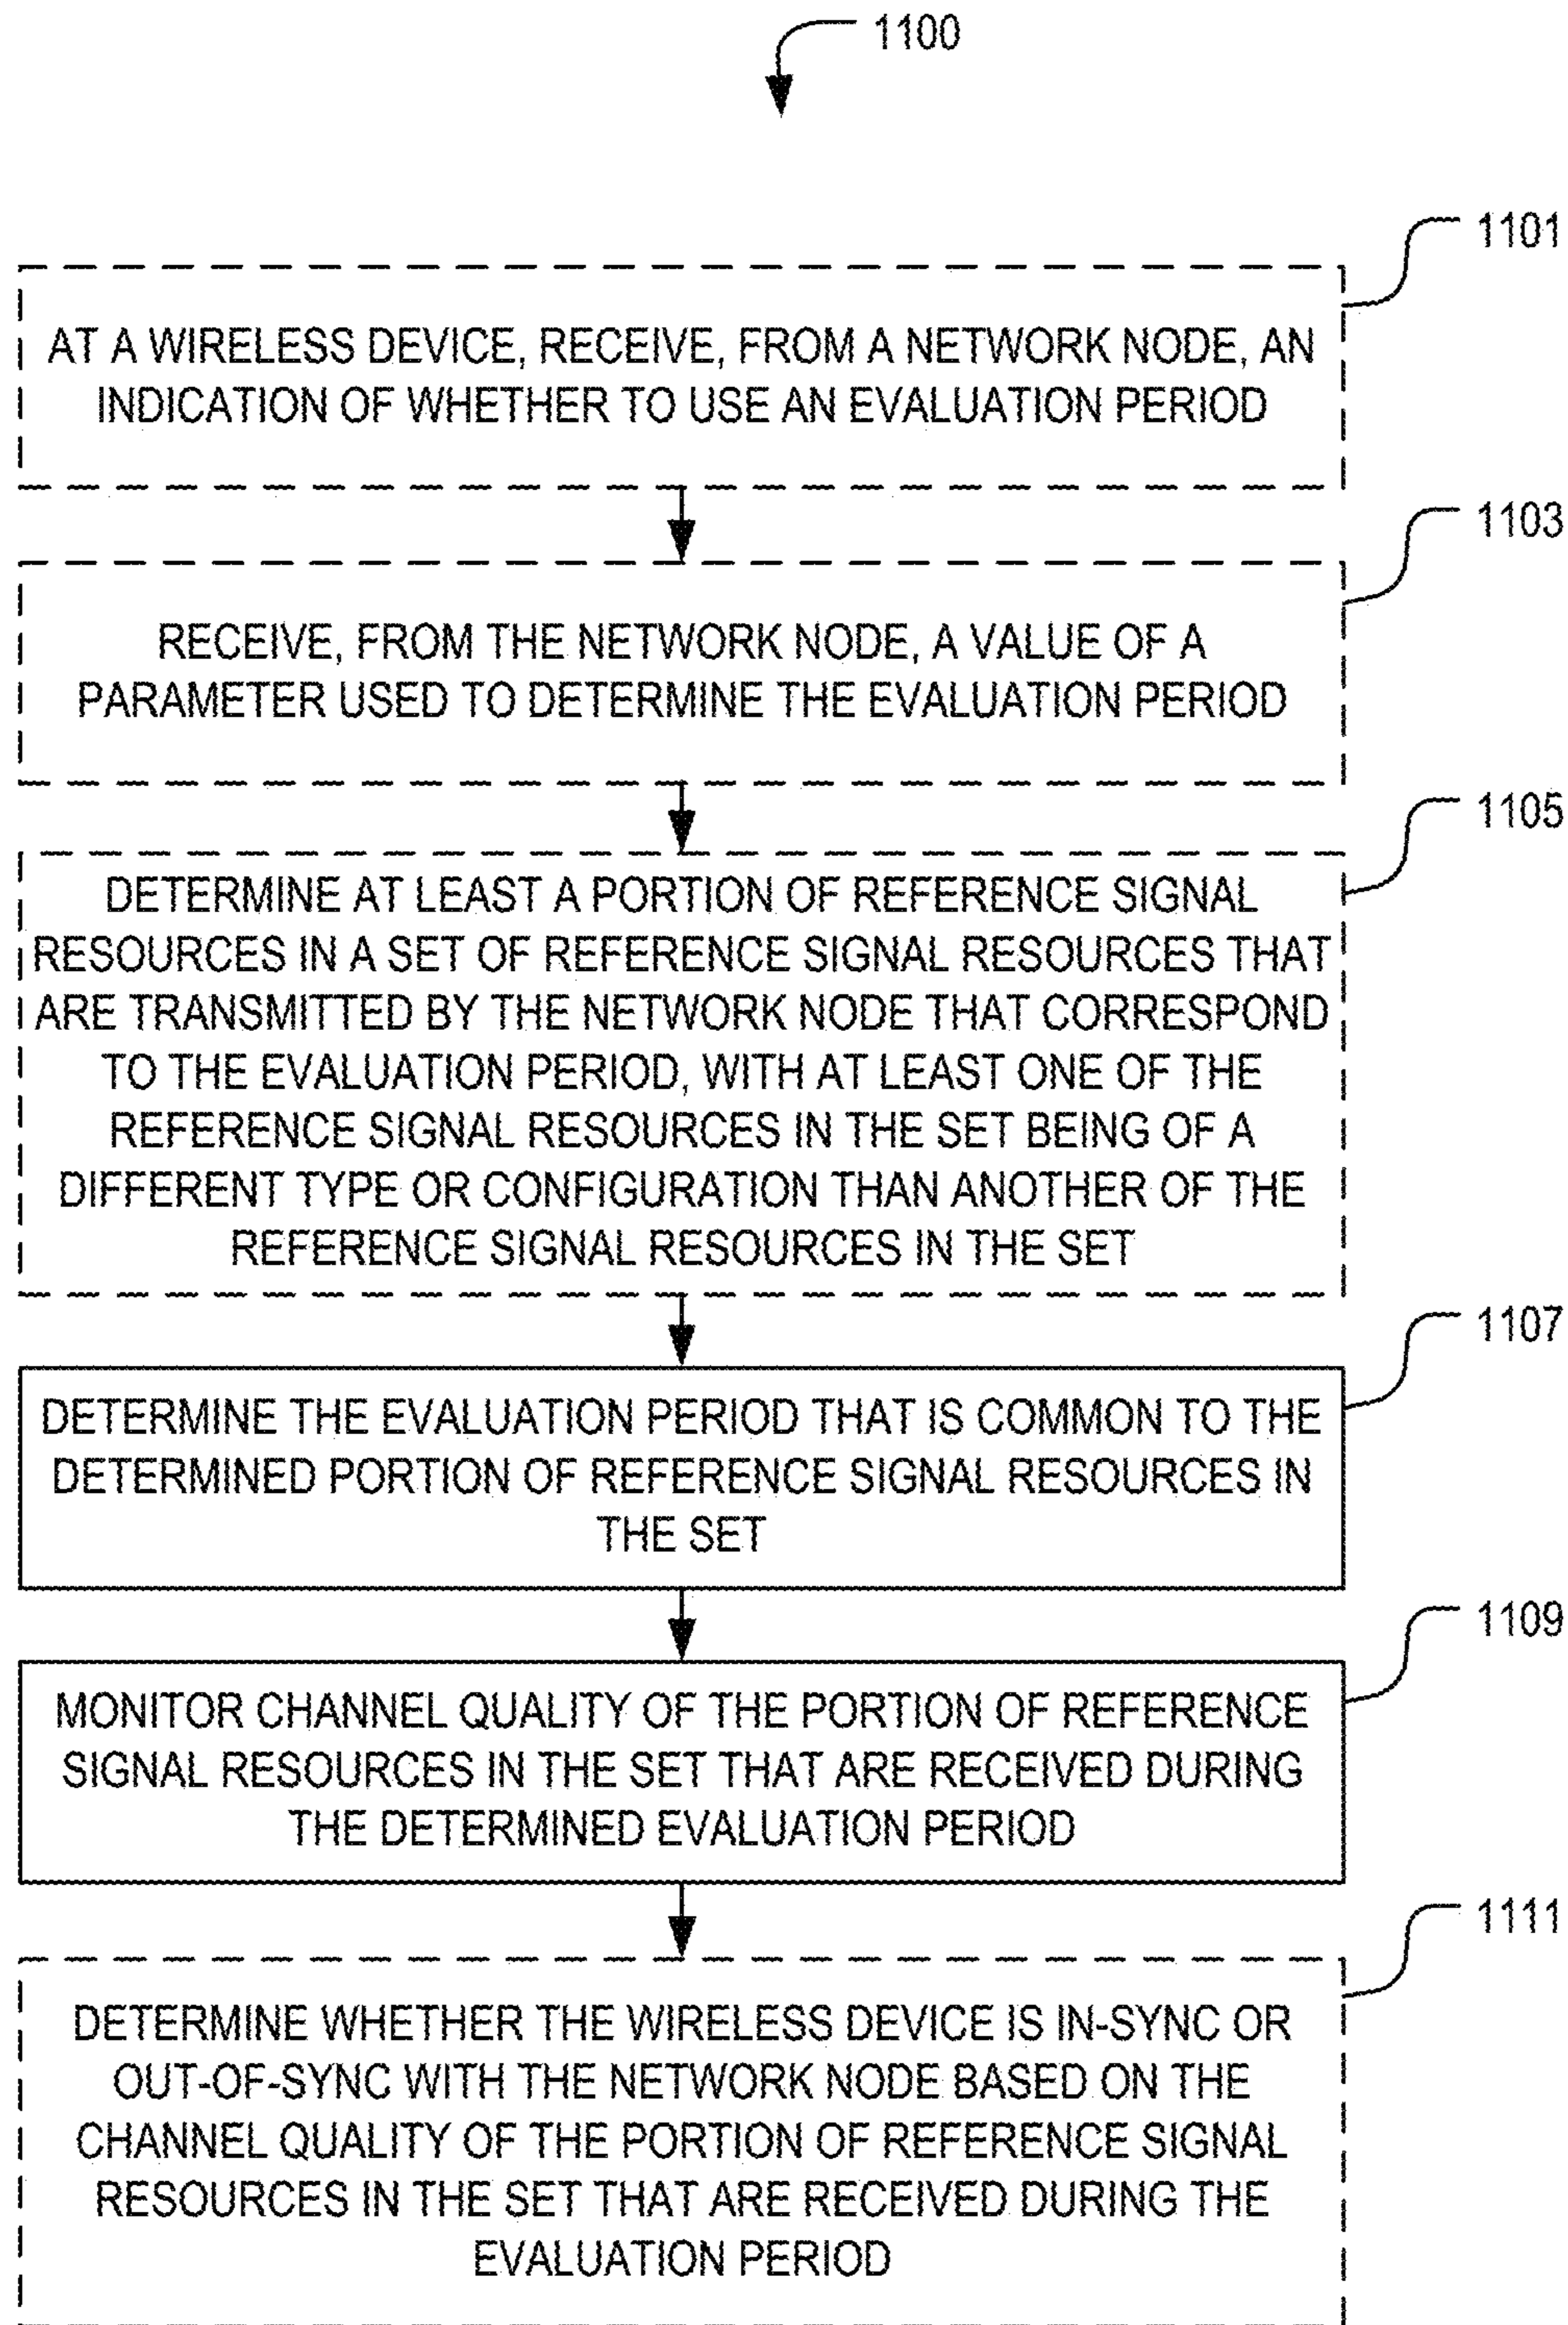 1100
1101
AT A WIRELESS DEVICE, RECEIVE, FROM A NETWORK NODE, AN
INDICATION OF WHETHER TO USE AN EVALUATION PERIOD
1103
RECEIVE, FROM THE NETWORK NODE, A VALUE OF A
PARAMETER USED TO DETERMINE THE EVALUATION PERIOD
1105
DETERMINE AT LEAST A PORTION OF REFERENCE SIGNAL
RESOURCES IN A SET OF REFERENCE SIGNAL RESOURCES THAT
ARE TRANSMITTED BY THE NETWORK NODE THAT CORRESPOND
TO THE EVALUATION PERIOD, WITH AT LEAST ONE OF THE
REFERENCE SIGNAL RESOURCES IN THE SET BEING OF A
DIFFERENT TYPE OR CONFIGURATION THAN ANOTHER OF THE
REFERENCE SIGNAL RESOURCES IN THE SET
1107
DETERMINE THE EVALUATION PERIOD THAT IS COMMON TO THE
DETERMINED PORTION OF REFERENCE SIGNAL RESOURCES IN
THE SET
1109
MONITOR CHANNEL QUALITY OF THE PORTION OF REFERENCE
SIGNAL RESOURCES IN THE SET THAT ARE RECEIVED DURING
THE DETERMINED EVALUATION PERIOD
1111
DETERMINE WHETHER THE WIRELESS DEVICE IS IN-SYNC OR
OUT-OF-SYNC WITH THE NETWORK NODE BASED ON THE
CHANNEL QUALITY OF THE PORTION OF REFERENCE SIGNAL
RESOURCES IN THE SET THAT ARE RECEIVED DURING THE
EVALUATION PERIOD